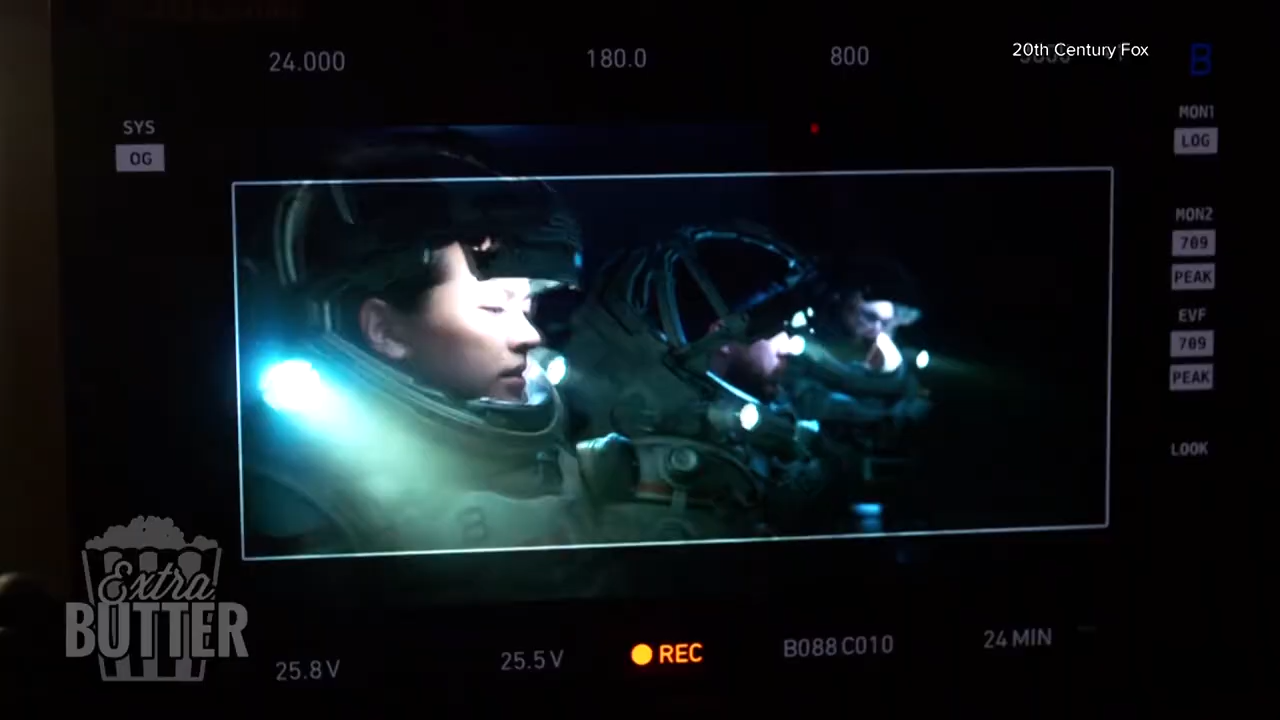 20th Century Fox
24.000
180.0
800
B
SYS
OG
MON1
LOG
MON2
709
PEAK
EVF
709
PEAK
LOOK
Extra
BUTTER
25.8 V
25.5 V
REC
B088 C010
24 MIN